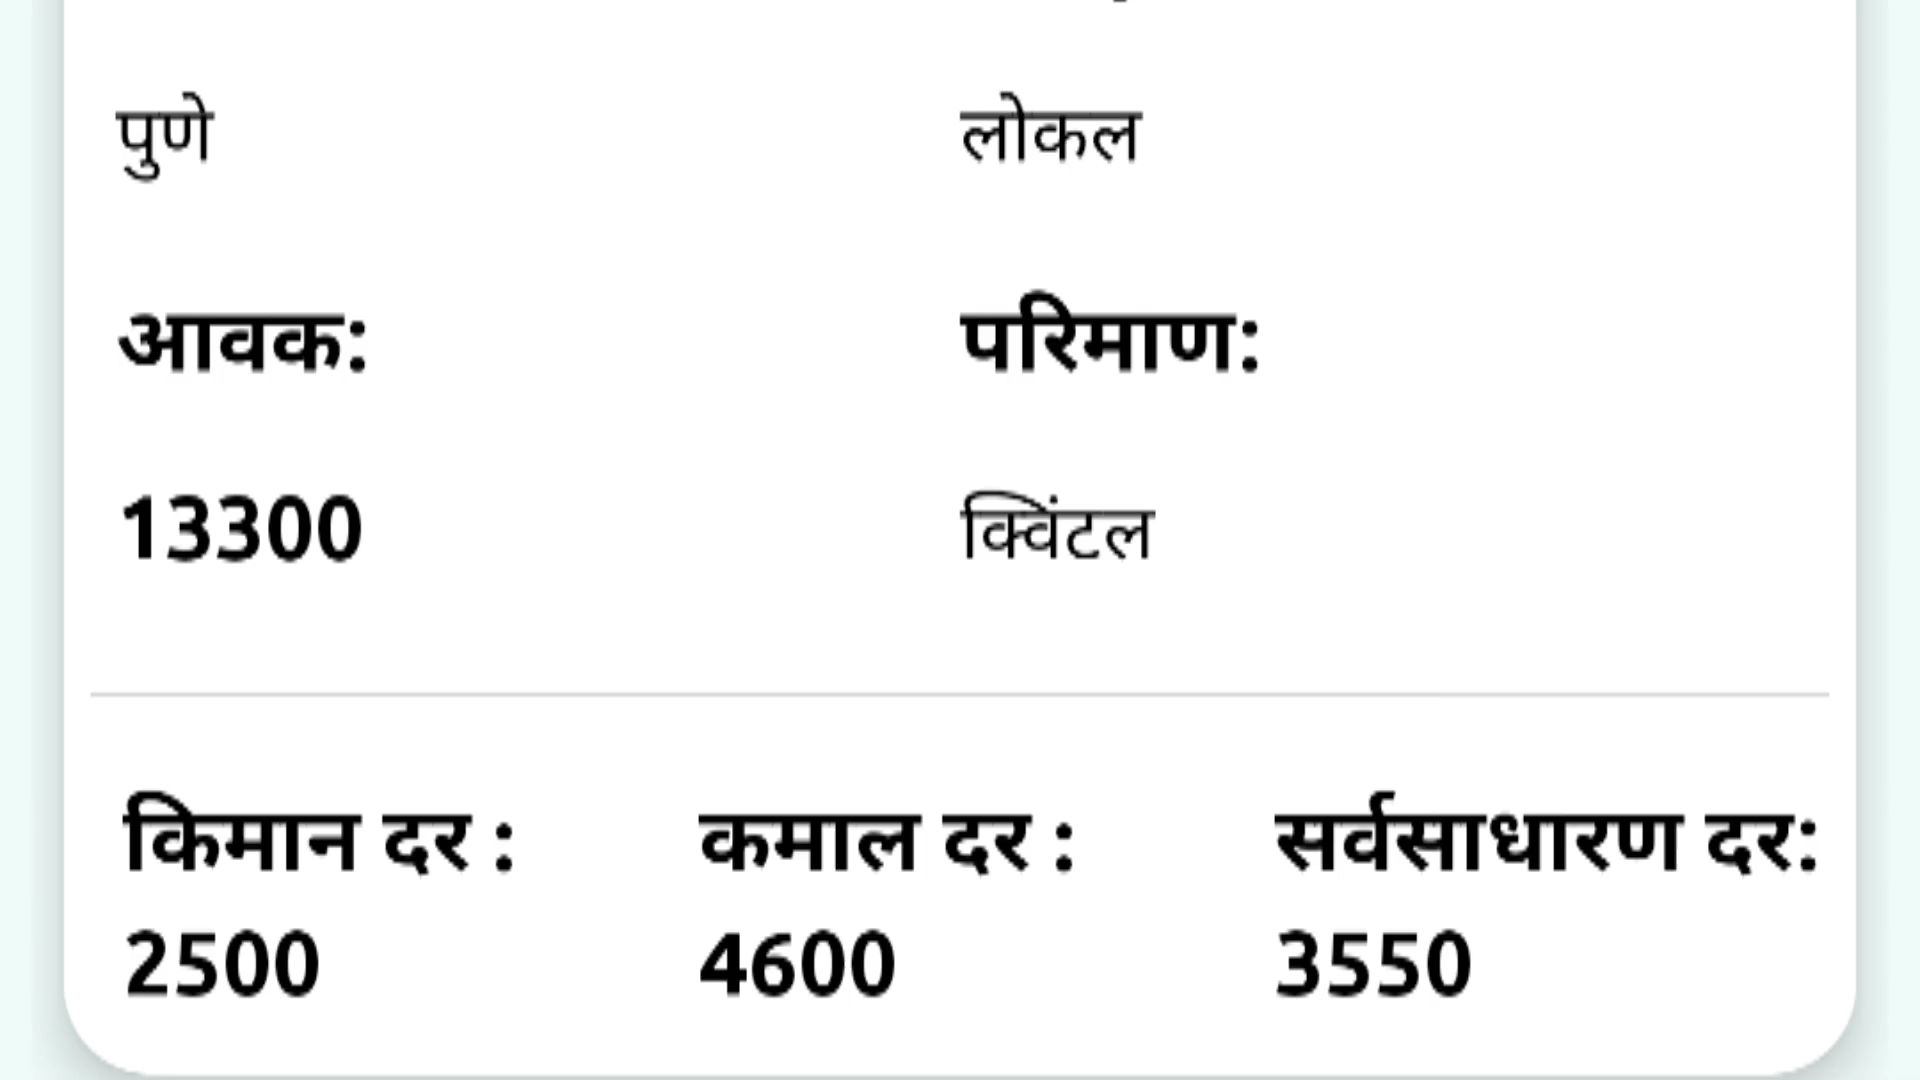 पुणे लोकल
आवक: परिमाण:
13300 क्विंटल
किमान दर : कमाल दर : सर्वसाधारण दर:
2500 4600 3550